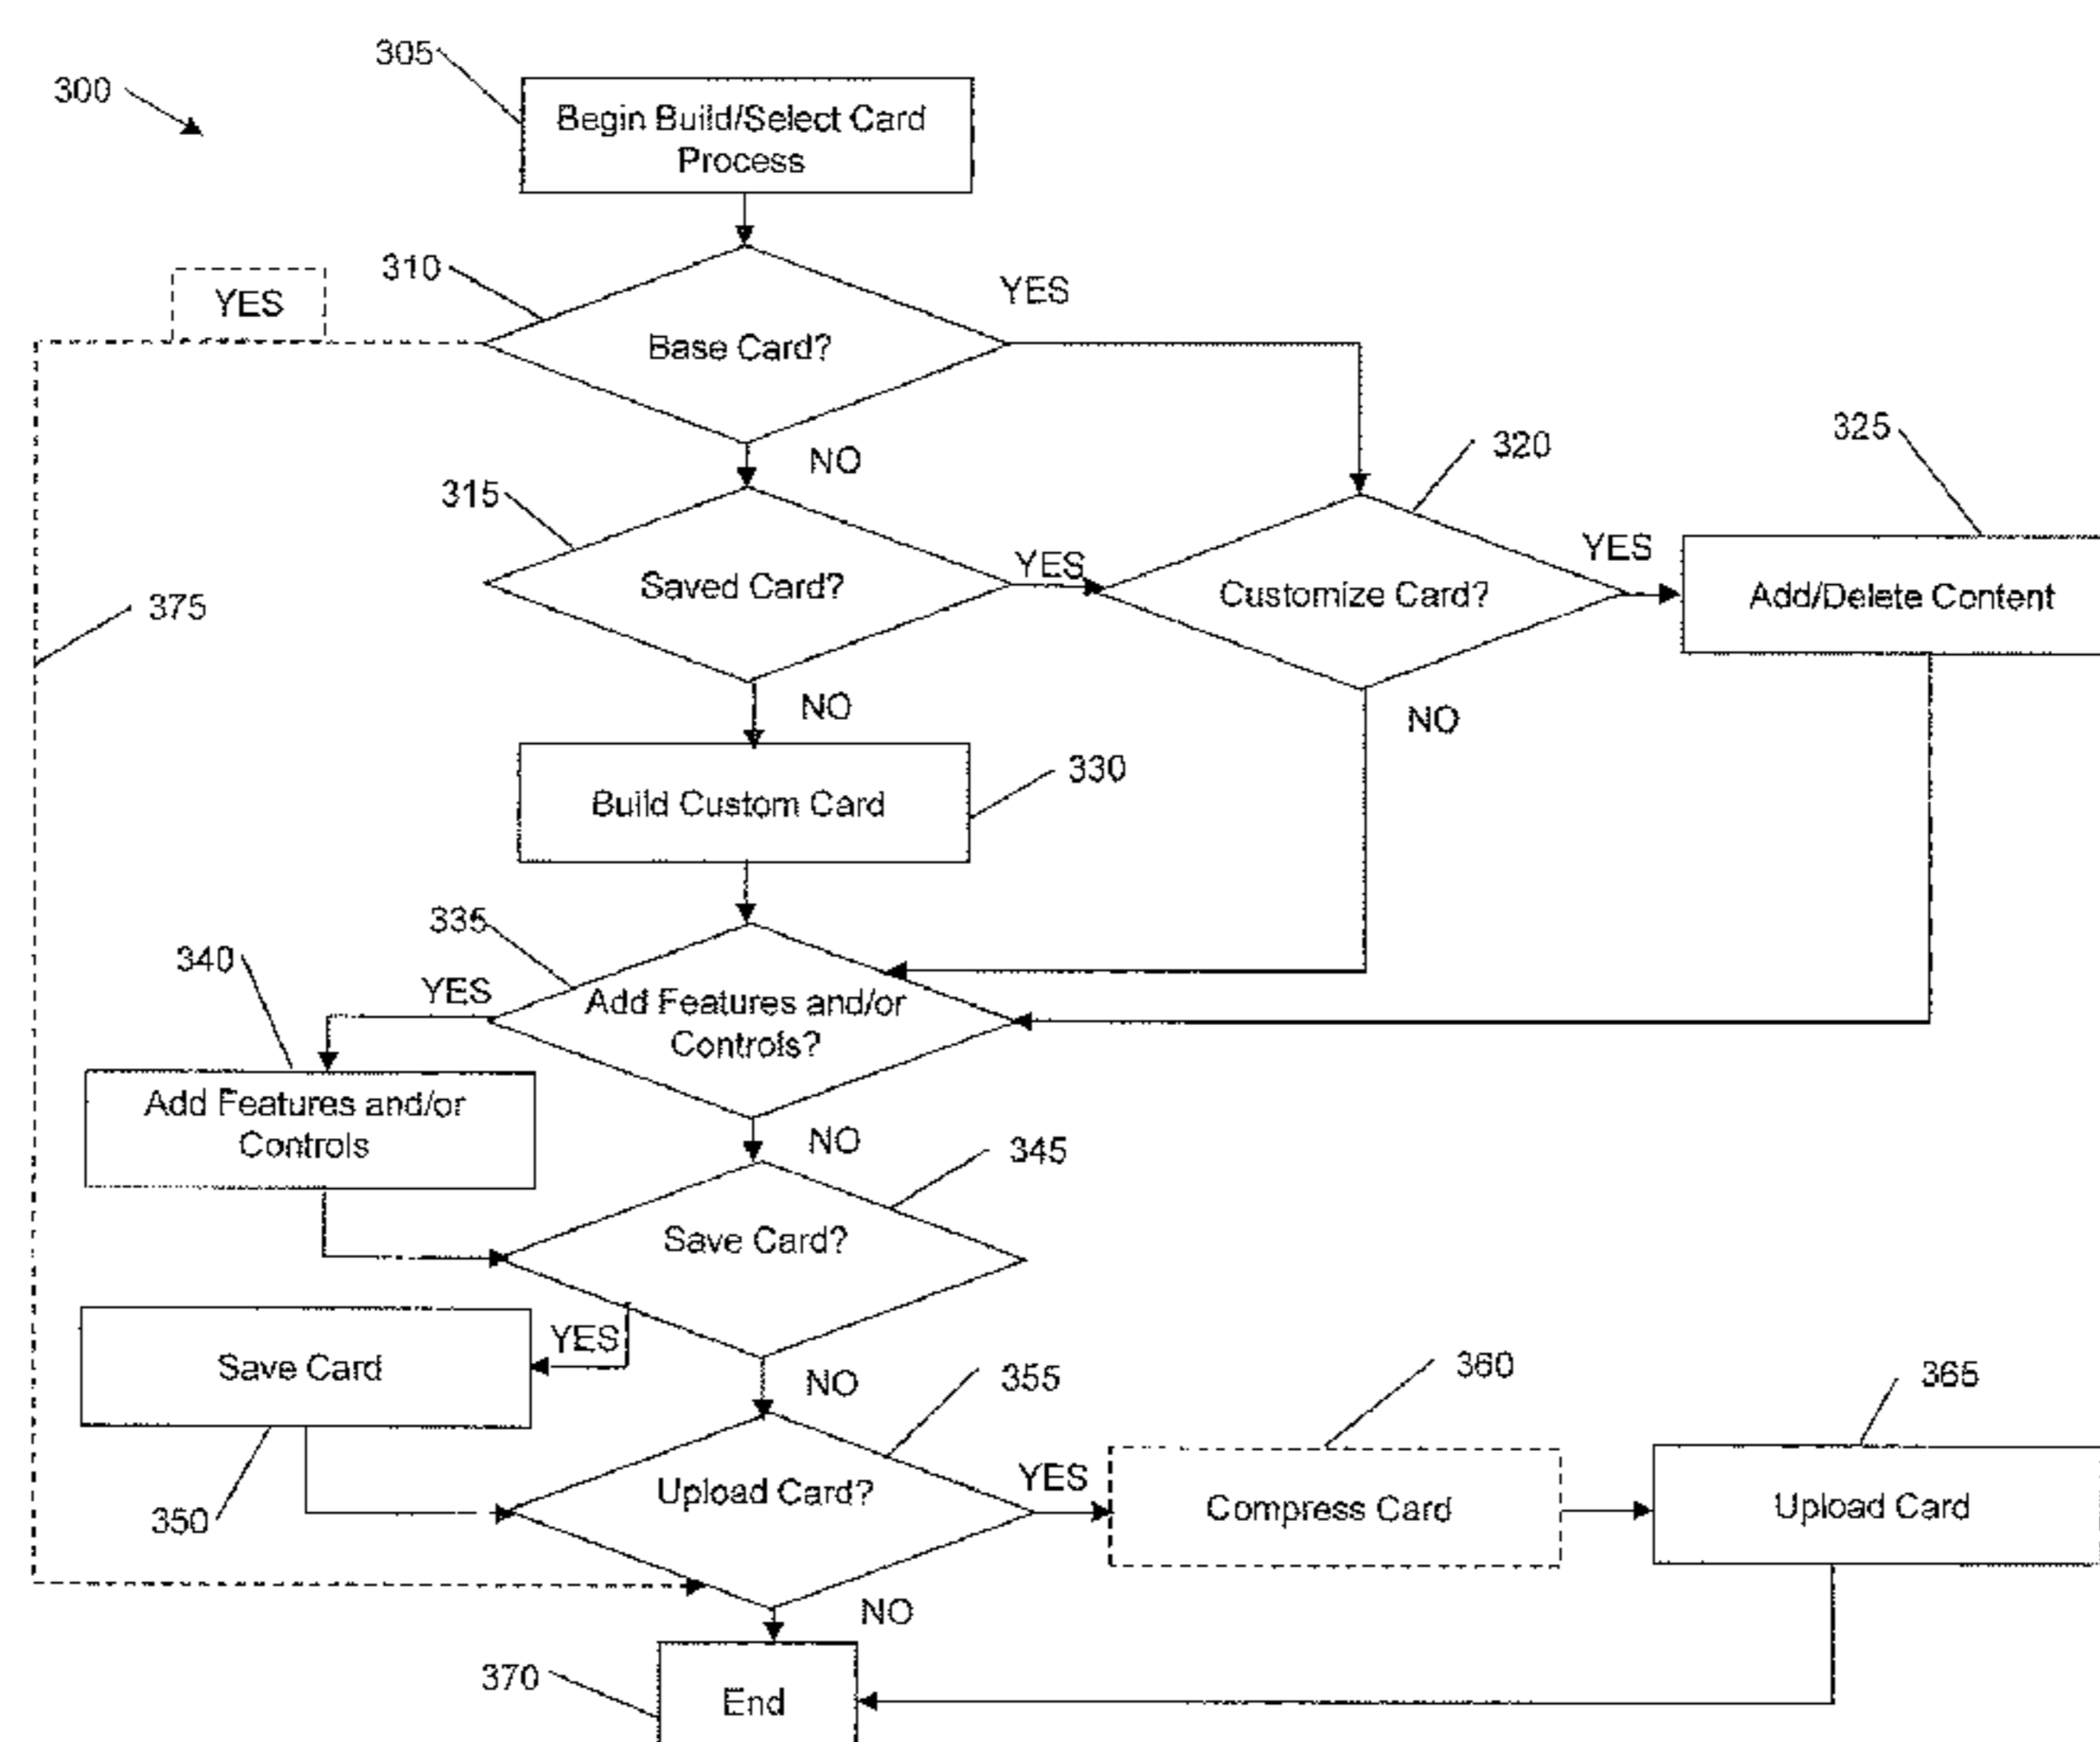 305
300
Begin Build/Select Card
Process
310
YES
YES
Base Card?
NO
320
325
315
YES
YES
Saved Card?
Customize Card?
Add/Delete Content
375
NO
NO
330
Build Custom Card
335
340
YES
Add Features and/or
Controls?
Add Features and/or
Controls
NO
345
Save Card?
YES
Save Card
NO
355
360
365
YES
Upload Card?
Compress Card
Upload Card
350
NO
370
End